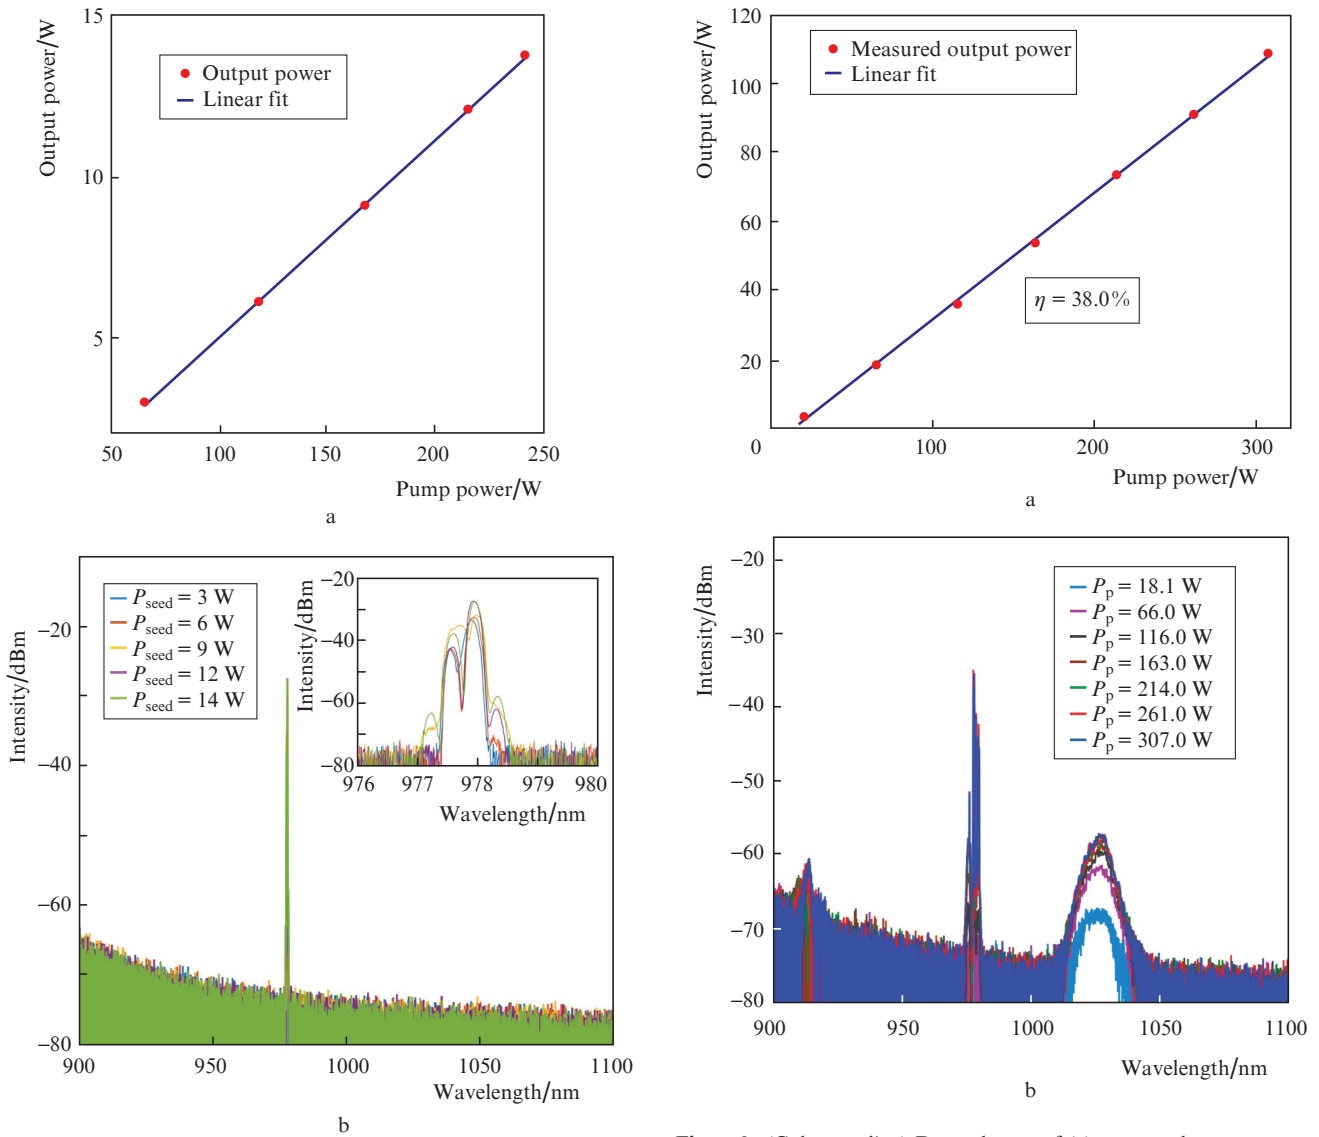 Output power/W
15
10
5
Output power
Linear fit
50
100
150
200
250
Pump power/W
a
Output power/W
120
100
80
60
40
20
0
Measured output power
Linear fit
η = 38.0%
100
200
300
Pump power/W
a
Intensity/dBm
−20
−40
−60
−80
P_seed = 3 W
P_seed = 6 W
P_seed = 9 W
P_seed = 12 W
P_seed = 14 W
Intensity/dBm
−20
−40
−60
−80
976
977
978
979
980
Wavelength/nm
900
950
1000
1050
1100
Wavelength/nm
b
Intensity/dBm
−20
−30
−40
−50
−60
−70
−80
P_p = 18.1 W
P_p = 66.0 W
P_p = 116.0 W
P_p = 163.0 W
P_p = 214.0 W
P_p = 261.0 W
P_p = 307.0 W
900
950
1000
1050
1100
Wavelength/nm
b